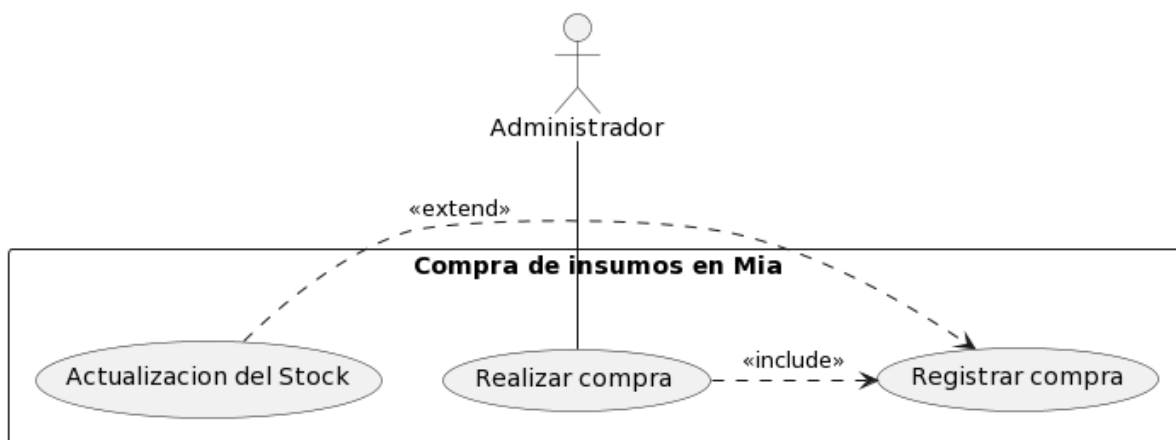 Administrador
«extend»
Compra de insumos en Mia
«include»
Actualizacion del Stock
Realizar compra
Registrar compra